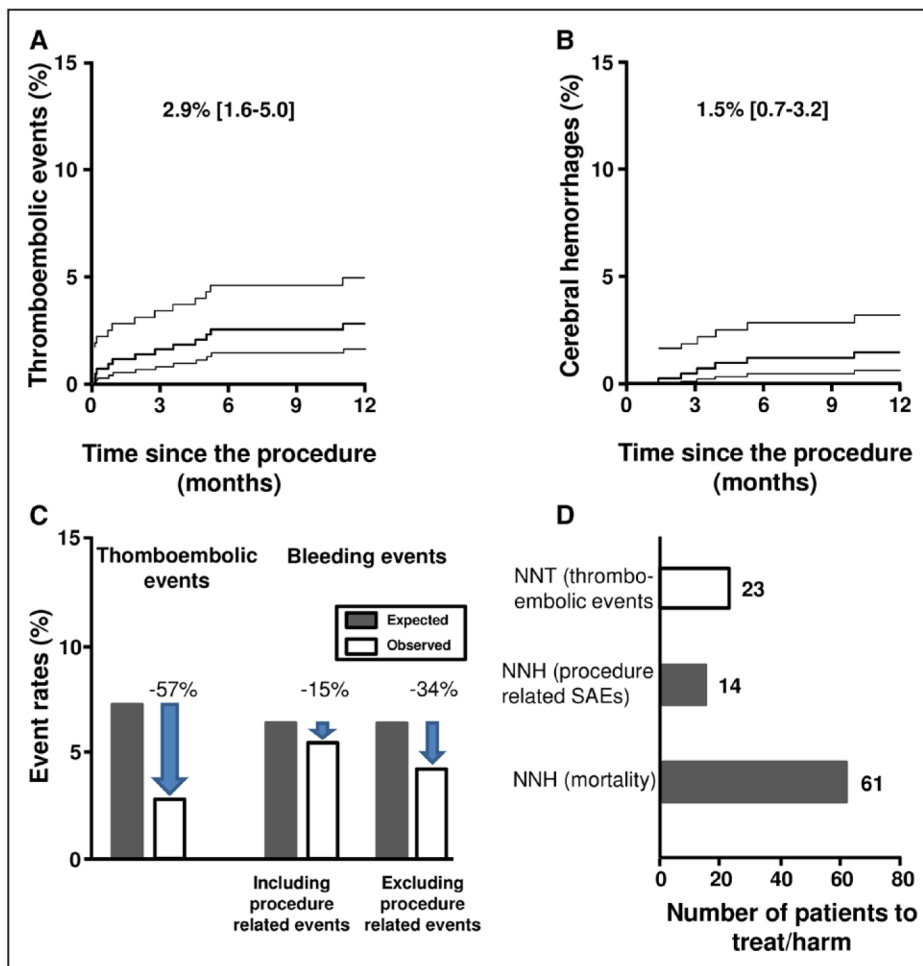 A
Thromboembolic events (%)
15
10
5
0
2.9% [1.6-5.0]
0 3 6 9 12
Time since the procedure
(months)
B
Cerebral hemorrhages (%)
15
10
5
0
1.5% [0.7-3.2]
0 3 6 9 12
Time since the procedure
(months)
C
Event rates (%)
15
10
5
0
Thomboembolic
events
Bleeding events
Expected
Observed
-57%
-15%
-34%
Including
procedure
related events
Excluding
procedure
related events
D
NNT (thrombo-
embolic events
23
NNH (procedure
related SAEs)
14
NNH (mortality)
61
0 20 40 60 80
Number of patients to
treat/harm